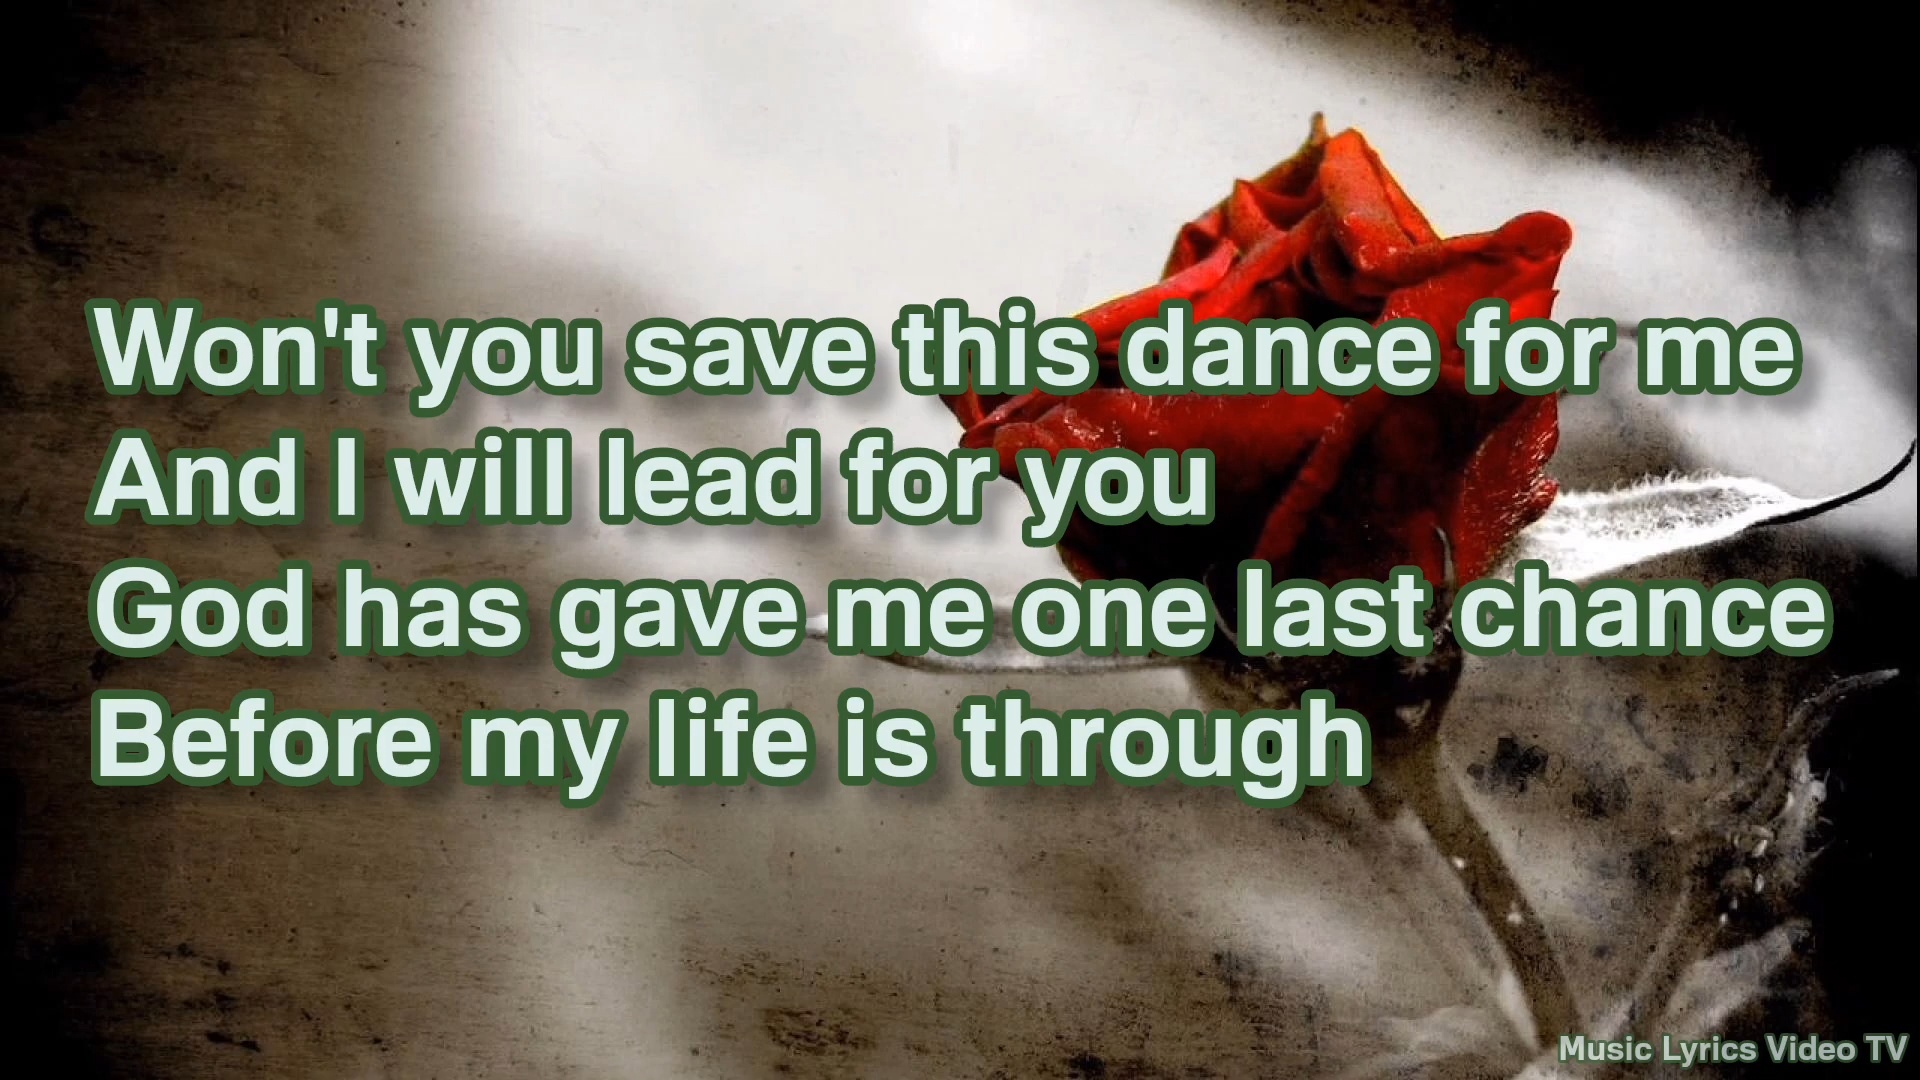 Won't you save this dance for me
And I will lead for you
God has gave me one last chance
Before my life is through
Music Lyrics Video TV